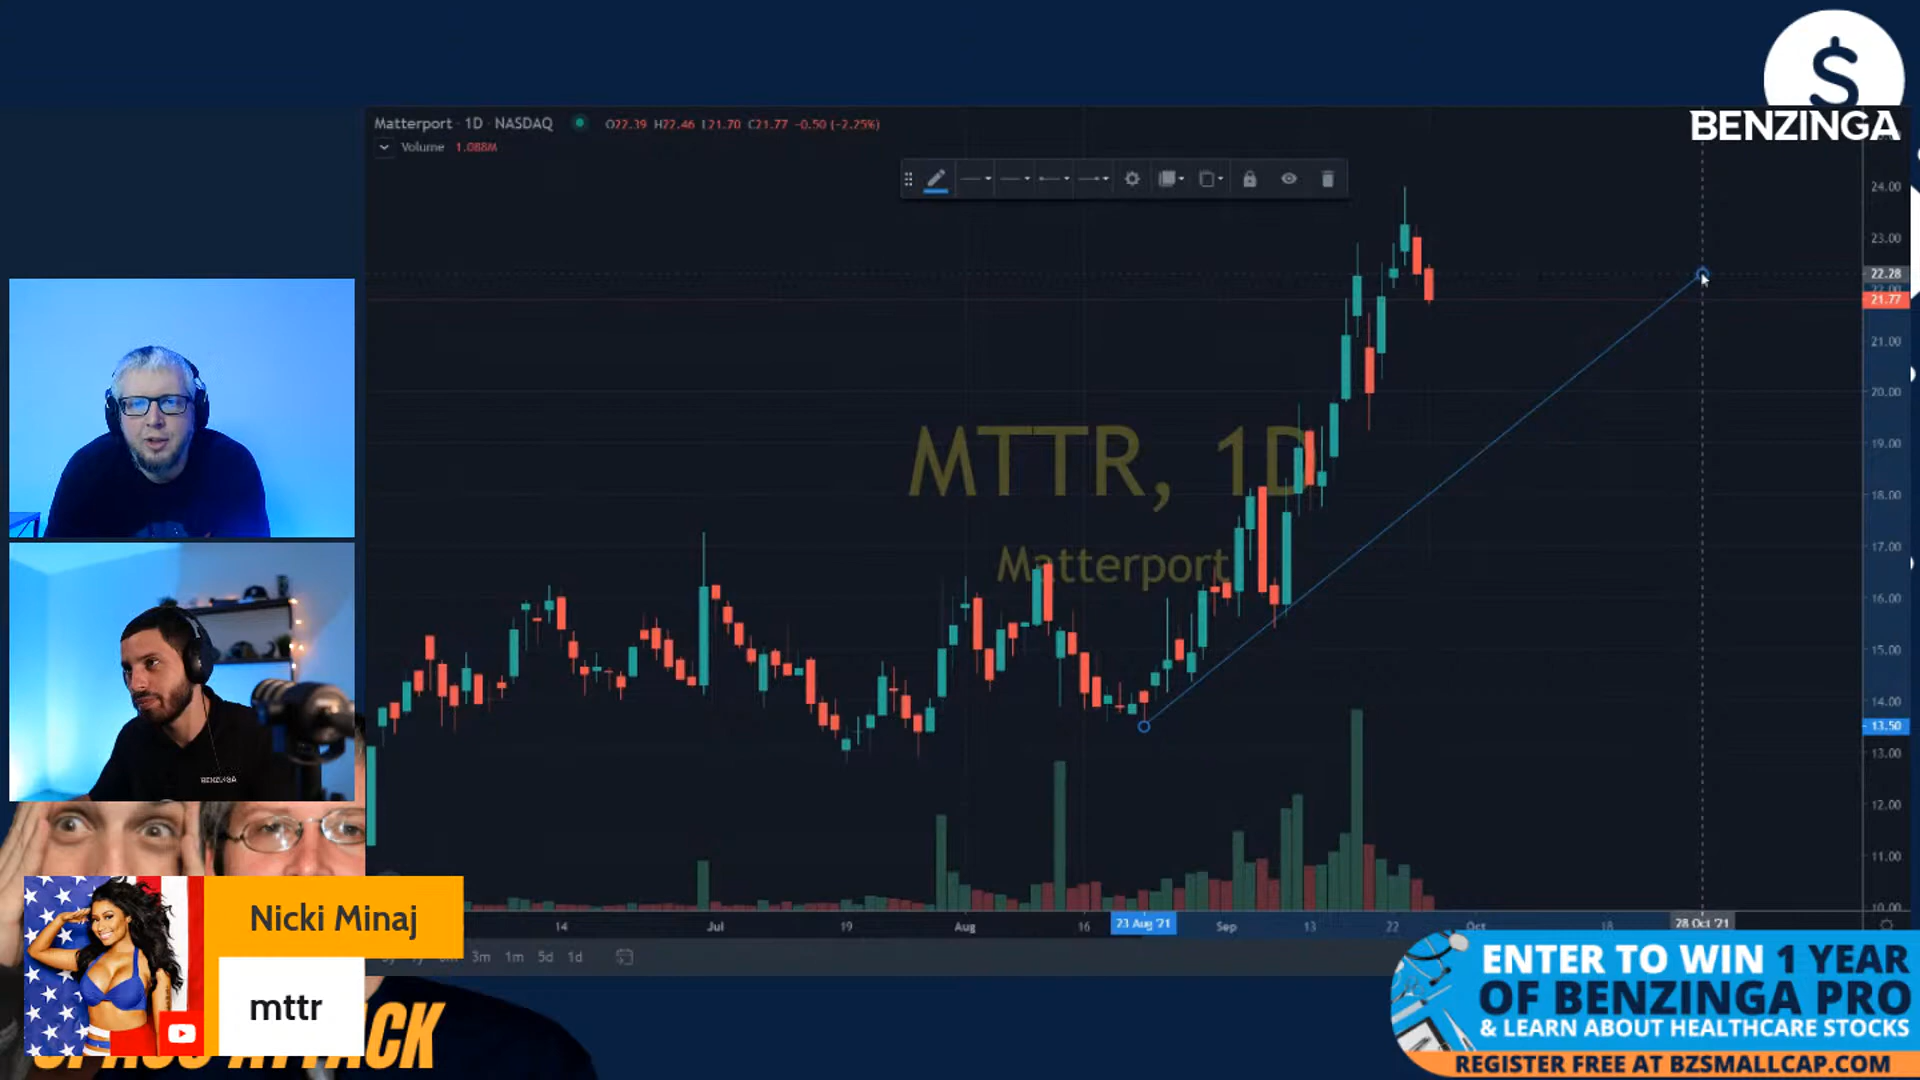 $
BENZINGA
Matterport · 1D · NASDAQ
O22.39 H22.46 L21.70 C21.77 −0.50 (−2.25%)
Volume 1.088M
24.00
23.00
22.28
22.00
21.77
21.00
20.00
19.00
18.00
17.00
16.00
15.00
14.00
13.50
13.00
12.00
11.00
10.00
MTTR, 1D
Matterport
BENZINGA
14
Jul
19
Aug
16
23 Aug '21
Sep
13
22
Oct
18
28 Oct '21
3m 1m 5d 1d
Nicki Minaj
mttr
ATTACK
ENTER TO WIN 1 YEAR
OF BENZINGA PRO
& LEARN ABOUT HEALTHCARE STOCKS
REGISTER FREE AT BZSMALLCAP.COM